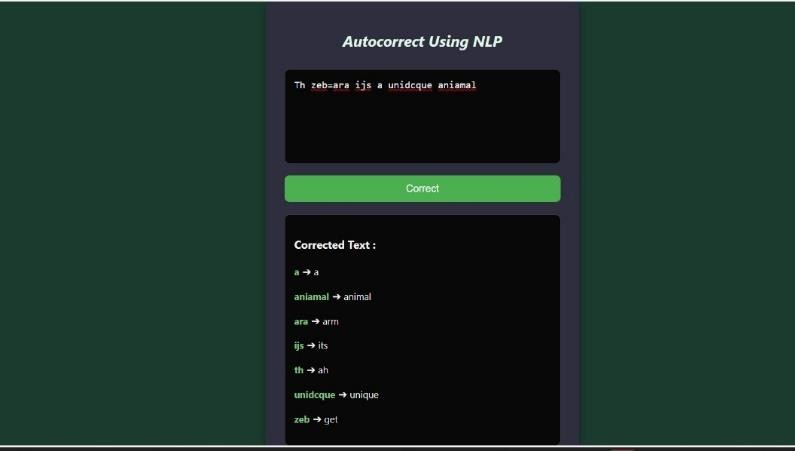 Autocorrect Using NLP
Th zeb=ara ijs a unidcque aniamal
Correct
Corrected Text :
a ➔ a
aniamal ➔ animal
ara ➔ arm
ijs ➔ its
th ➔ ah
unidcque ➔ unique
zeb ➔ get